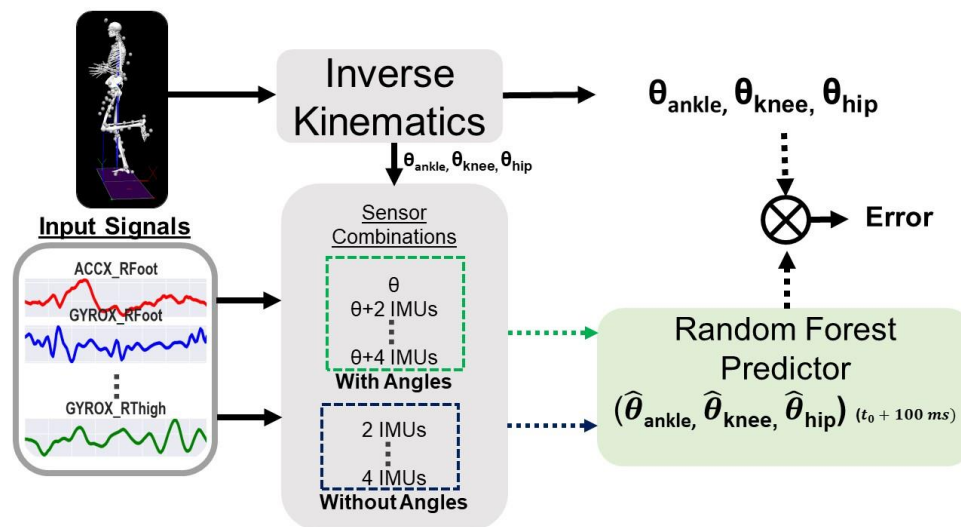 Inverse
Kinematics
θankle, θknee, θhip
θankle, θknee, θhip
Input Signals
ACCX_RFoot
GYROX_RFoot
GYROX_RThigh
Sensor
Combinations
θ
θ+2 IMUs
θ+4 IMUs
With Angles
2 IMUs
4 IMUs
Without Angles
Error
Random Forest
Predictor
(θ̂ankle, θ̂knee, θ̂hip) (t₀ + 100 ms)